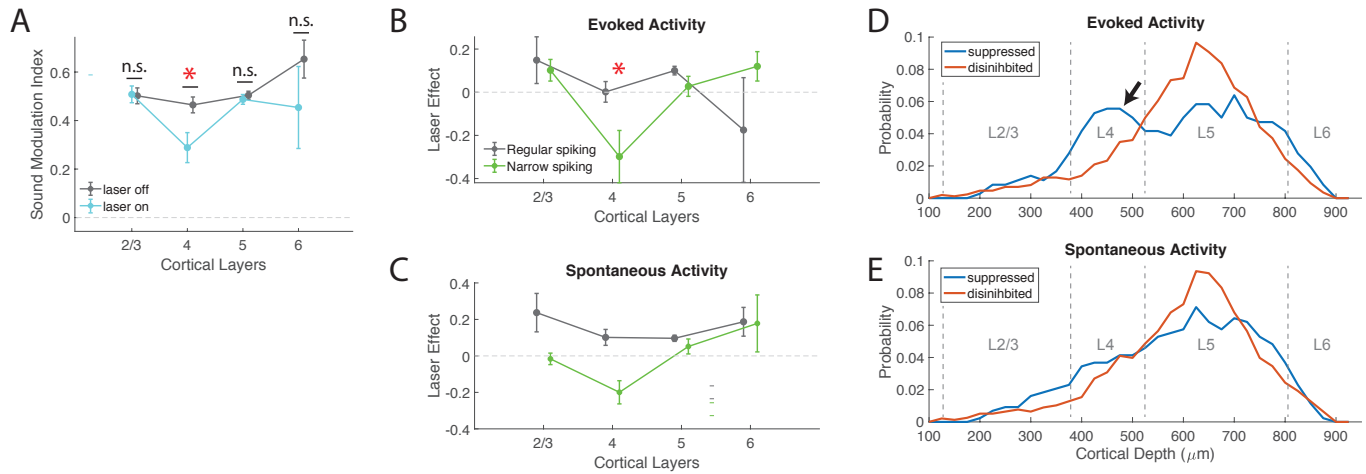 A
n.s.
*
n.s.
n.s.
Sound Modulation Index
0.6
0.4
0.2
0
laser off
laser on
2/3
4
5
6
Cortical Layers
B
Evoked Activity
*
Laser Effect
0.2
0
-0.2
-0.4
Regular spiking
Narrow spiking
2/3
4
5
6
Cortical Layers
C
Spontaneous Activity
Laser Effect
0.4
0.2
0
-0.2
-0.4
2/3
4
5
6
Cortical Layers
D
Evoked Activity
suppressed
disinihbited
Probability
0.1
0.08
0.06
0.04
0.02
0
L2/3
L4
L5
L6
100
200
300
400
500
600
700
800
900
E
Spontaneous Activity
suppressed
disinihbited
Probability
0.1
0.08
0.06
0.04
0.02
0
L2/3
L4
L5
L6
100
200
300
400
500
600
700
800
900
Cortical Depth (μm)